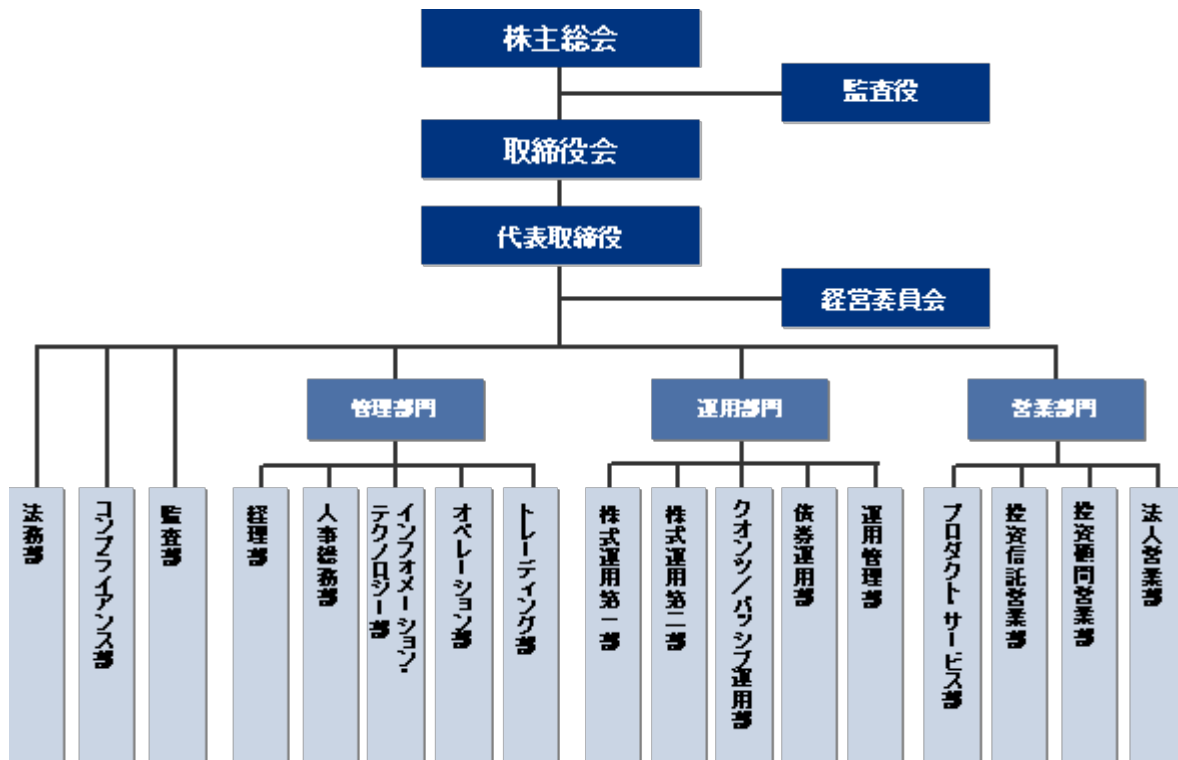 株主総会
監査役
取締役会
代表取締役
経営委員会
管理部門
運用部門
営業部門
法務部
コンプライアンス部
監査部
経理部
人事総務部
インフォメーション・
テクノロジー部
オペレーション部
トレーディング部
株式運用第一部
株式運用第二部
クオンツ／パッシブ運用部
債券運用部
運用管理部
プロダクトサービス部
投資信託営業部
投資顧問営業部
法人営業部